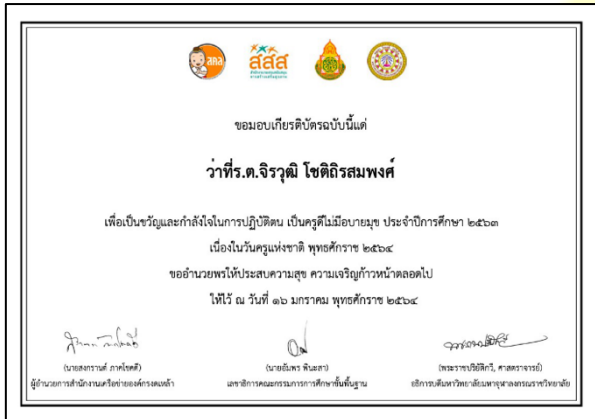 สคล
สสส
ขอมอบเกียรติบัตรฉบับนี้แด่
ว่าที่ร.ต.จิรวุฒิ โชติถิรสมพงศ์
เพื่อเป็นขวัญและกำลังใจในการปฏิบัติตน เป็นครูดีไม่มีอบายมุข ประจำปีการศึกษา ๒๕๖๓
เนื่องในวันครูแห่งชาติ พุทธศักราช ๒๕๖๔
ขออำนวยพรให้ประสบความสุข ความเจริญก้าวหน้าตลอดไป
ให้ไว้ ณ วันที่ ๑๖ มกราคม พุทธศักราช ๒๕๖๔
(นายสงกรานต์ ภาคโชคดี) (นายอัมพร พินะสา) (พระราชปริยัติกวี, ศาสตราจารย์)
ผู้อำนวยการสำนักงานเครือข่ายองค์กรงดเหล้า เลขาธิการคณะกรรมการการศึกษาขั้นพื้นฐาน อธิการบดีมหาวิทยาลัยมหาจุฬาลงกรณราชวิทยาลัย